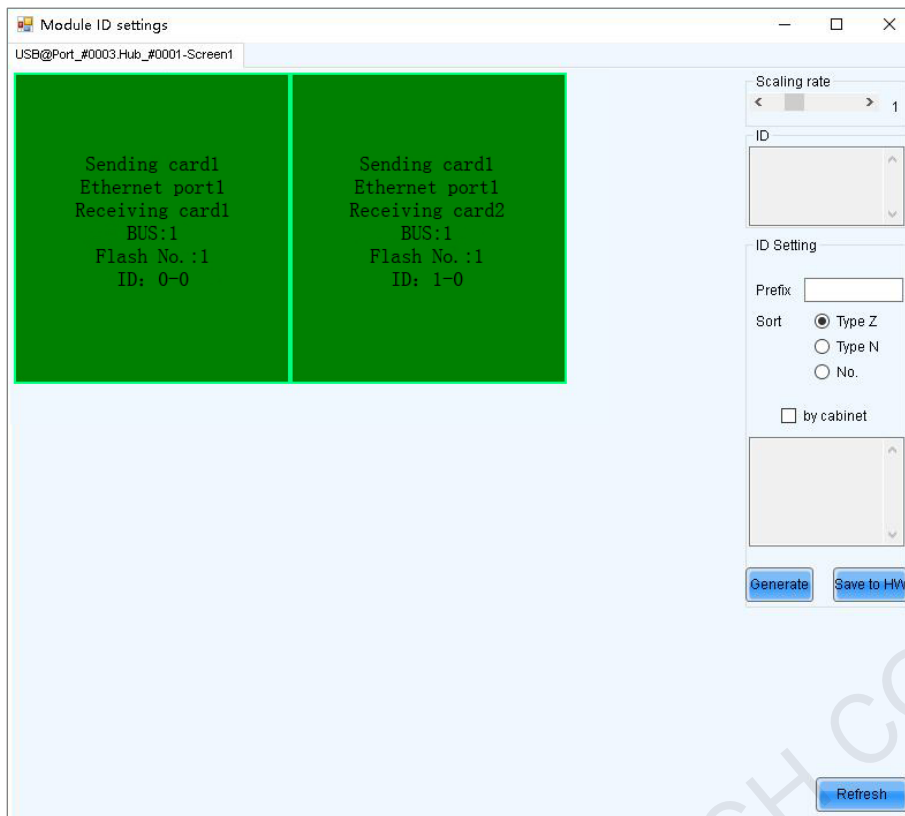 Module ID settings
USB@Port_#0003.Hub_#0001-Screen1
Sending card1
Ethernet port1
Receiving card1
BUS:1
Flash No.:1
ID: 0-0
Sending card1
Ethernet port1
Receiving card2
BUS:1
Flash No.:1
ID: 1-0
Scaling rate
1
ID
ID Setting
Prefix
Sort
Type Z
Type N
No.
by cabinet
Generate
Save to HW
Refresh